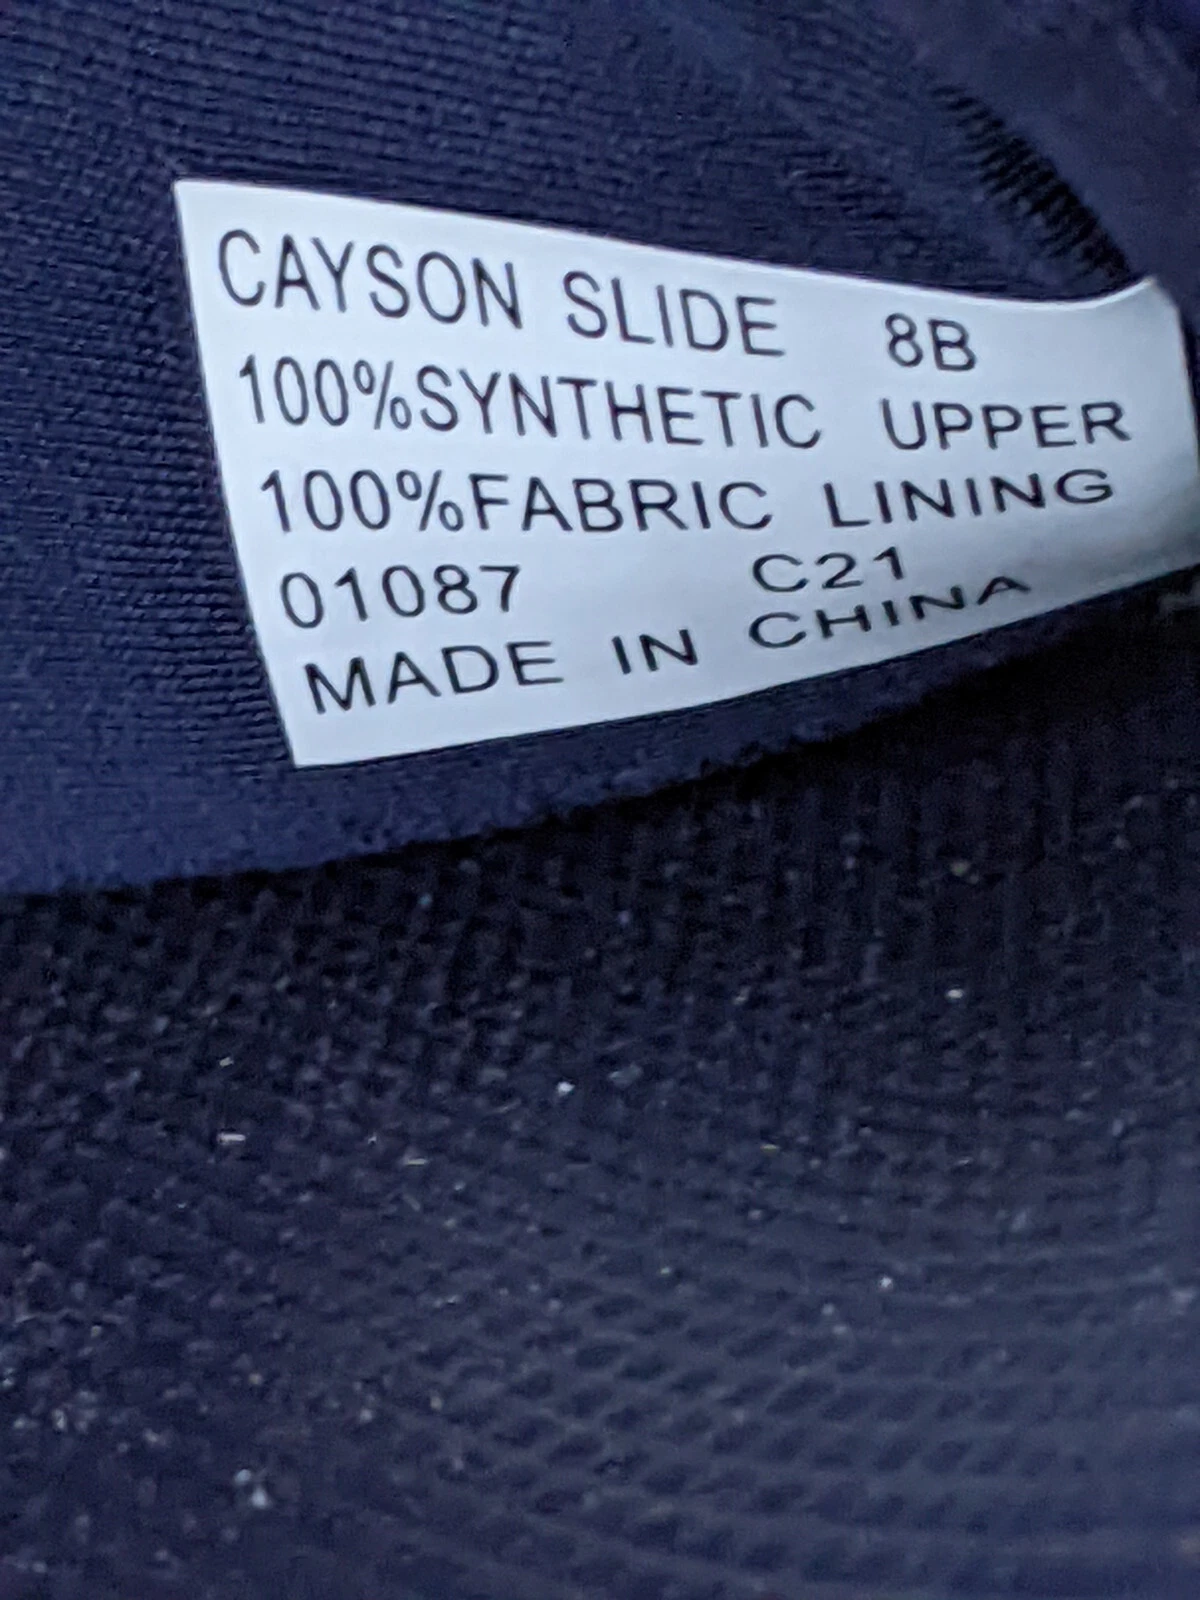 CAYSON SLIDE 8B
100%SYNTHETIC UPPER
100%FABRIC LINING
01087 C21
MADE IN CHINA